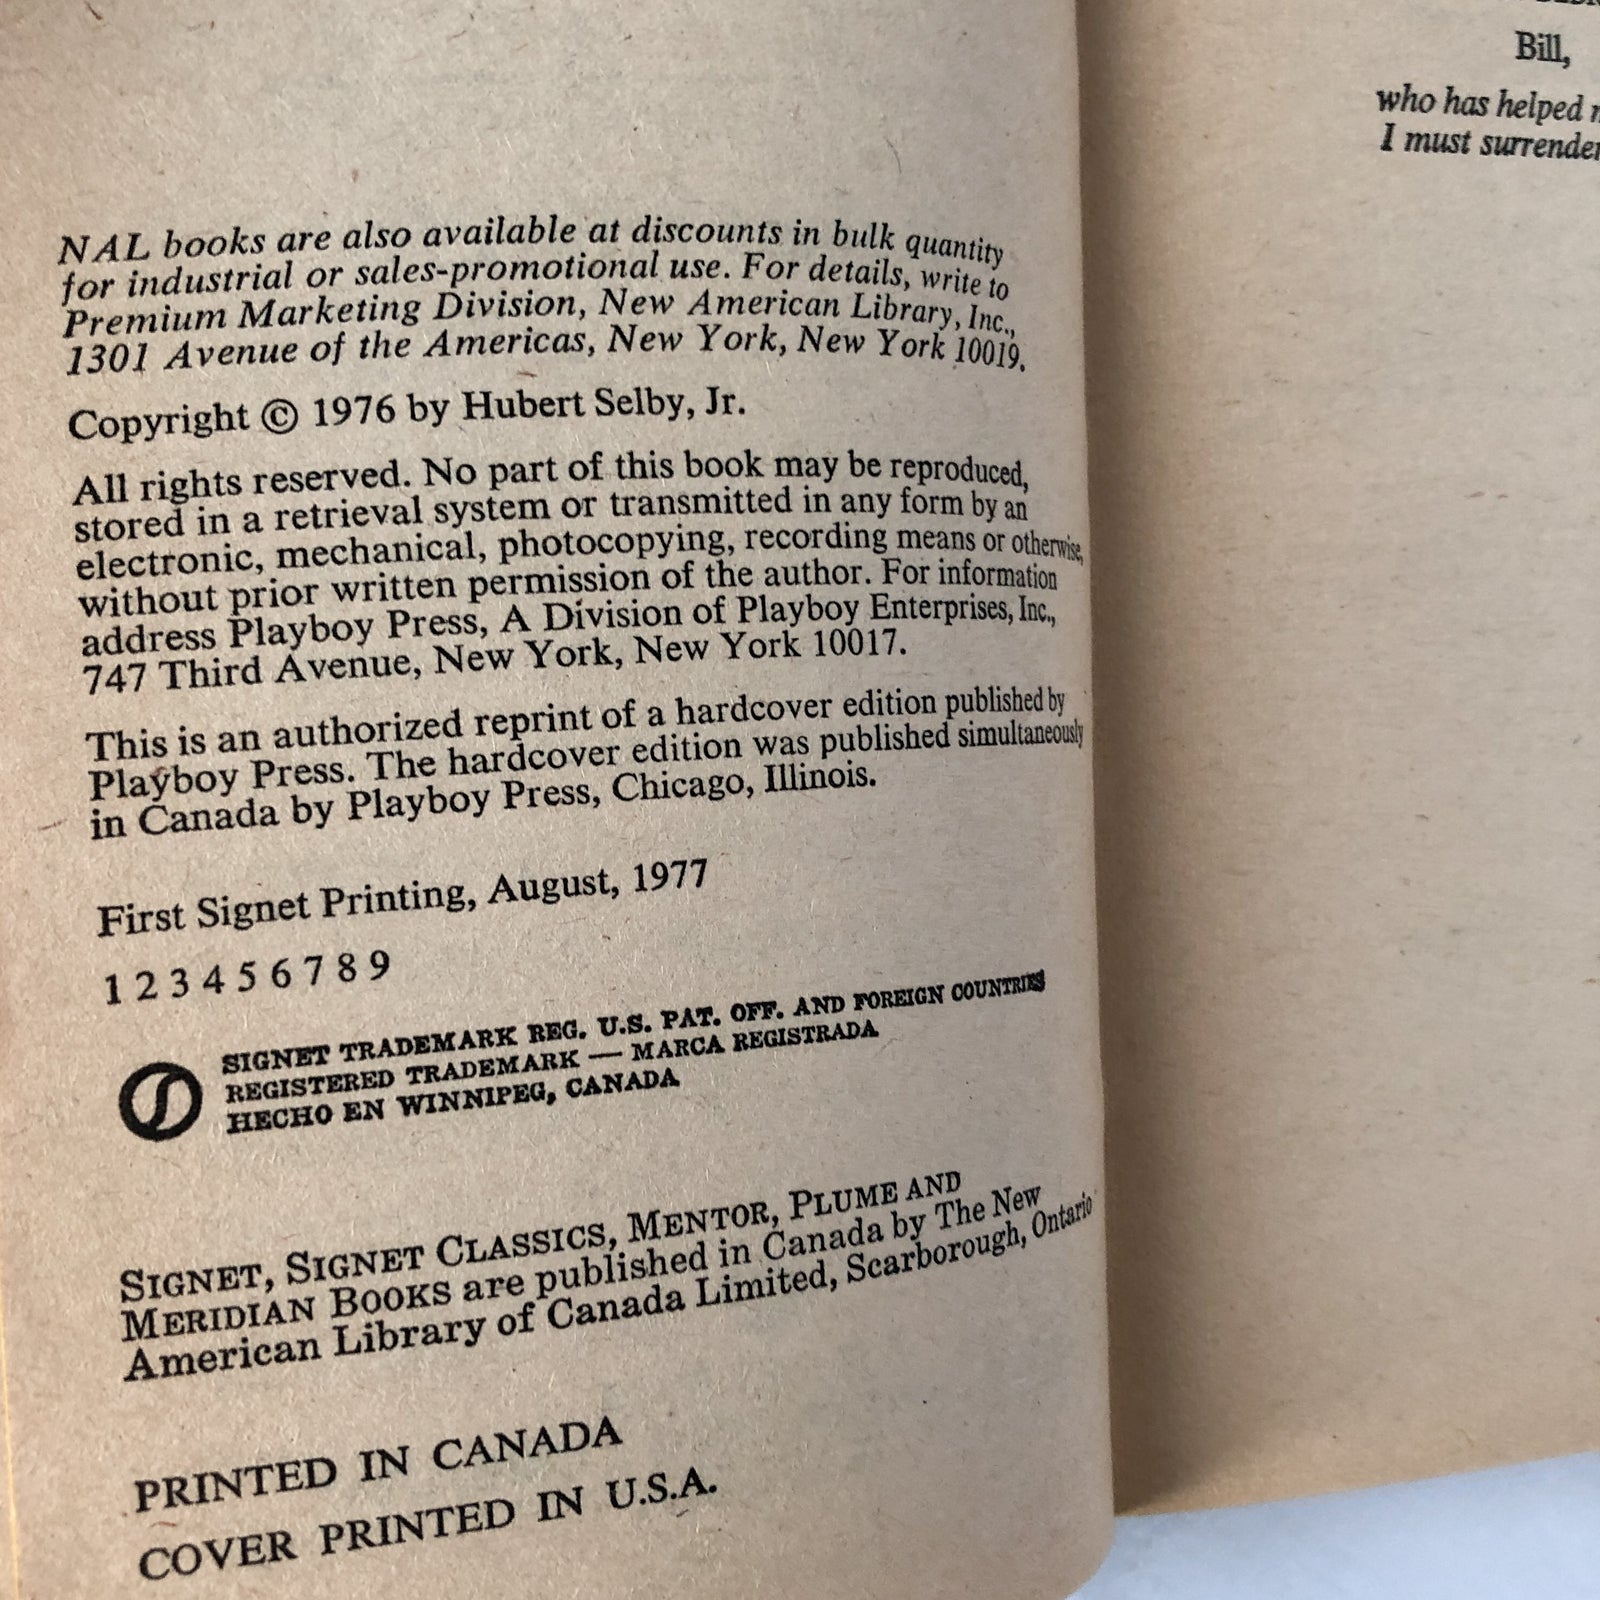 NAL books are also available at discounts in bulk quantity
for industrial or sales-promotional use. For details, write to
Premium Marketing Division, New American Library, Inc.,
1301 Avenue of the Americas, New York, New York 10019.
Copyright © 1976 by Hubert Selby, Jr.
All rights reserved. No part of this book may be reproduced,
stored in a retrieval system or transmitted in any form by an
electronic, mechanical, photocopying, recording means or otherwise,
without prior written permission of the author. For information
address Playboy Press, A Division of Playboy Enterprises, Inc.,
747 Third Avenue, New York, New York 10017.
This is an authorized reprint of a hardcover edition published by
Playboy Press. The hardcover edition was published simultaneously
in Canada by Playboy Press, Chicago, Illinois.
First Signet Printing, August, 1977
1 2 3 4 5 6 7 8 9
SIGNET TRADEMARK REG. U.S. PAT. OFF. AND FOREIGN COUNTRIES
REGISTERED TRADEMARK — MARCA REGISTRADA
HECHO EN WINNIPEG, CANADA
SIGNET, SIGNET CLASSICS, MENTOR, PLUME AND
MERIDIAN BOOKS are published in Canada by The New
American Library of Canada Limited, Scarborough, Ontario
PRINTED IN CANADA
COVER PRINTED IN U.S.A.
Bill,
who has helped
I must surrender